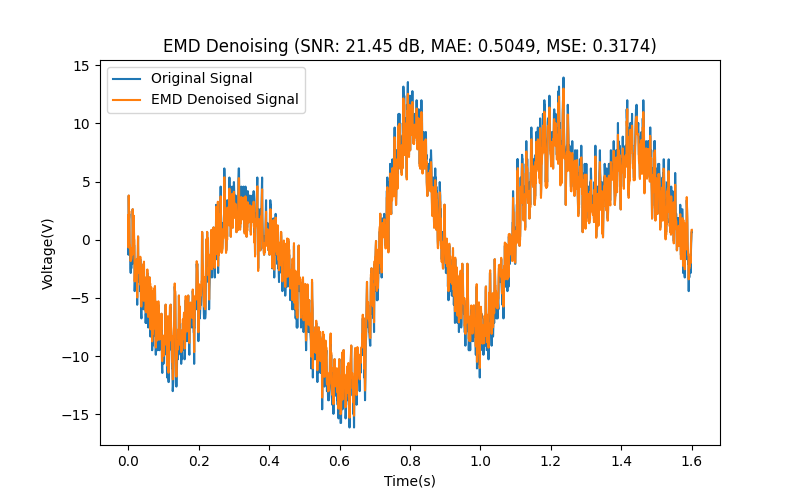 EMD Denoising (SNR: 21.45 dB, MAE: 0.5049, MSE: 0.3174)
Original Signal
EMD Denoised Signal
Voltage(V)
15
10
5
0
−5
−10
−15
0.0 0.2 0.4 0.6 0.8 1.0 1.2 1.4 1.6
Time(s)